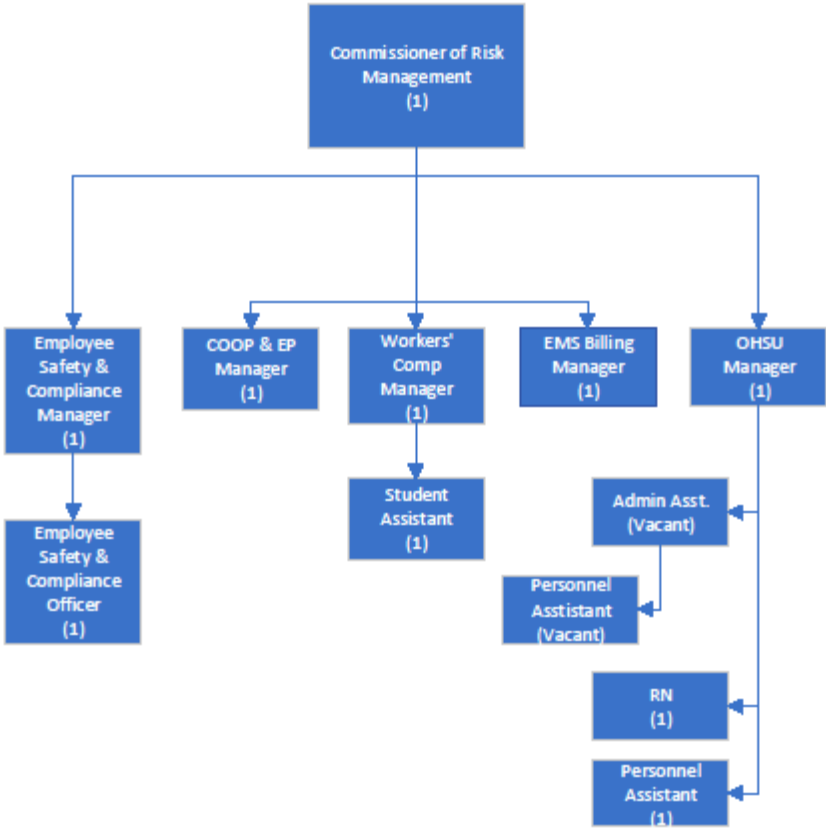 Commissioner of Risk
Management
(1)
Employee
Safety &
Compliance
Manager
(1)
COOP & EP
Manager
(1)
Workers'
Comp
Manager
(1)
EMS Billing
Manager
(1)
OHSU
Manager
(1)
Employee
Safety &
Compliance
Officer
(1)
Student
Assistant
(1)
Admin Asst.
(Vacant)
Personnel
Asstistant
(Vacant)
RN
(1)
Personnel
Assistant
(1)